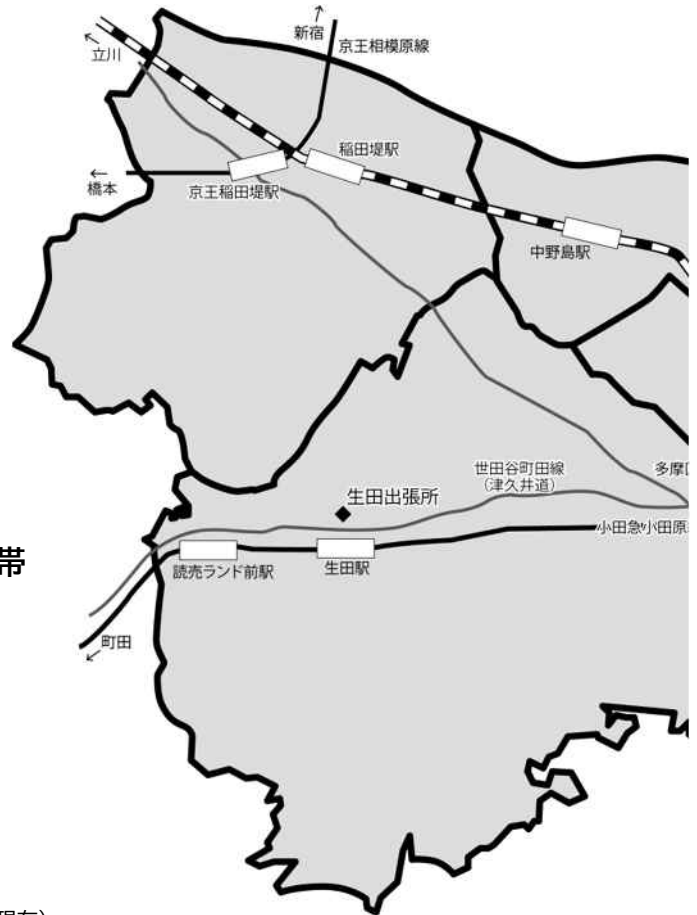 新宿
京王相模原線
立川
稲田堤駅
橋本
京王稲田堤駅
中野島駅
世田谷町田線
（津久井道）
多摩
生田出張所
小田急小田原
帯
読売ランド前駅
生田駅
町田